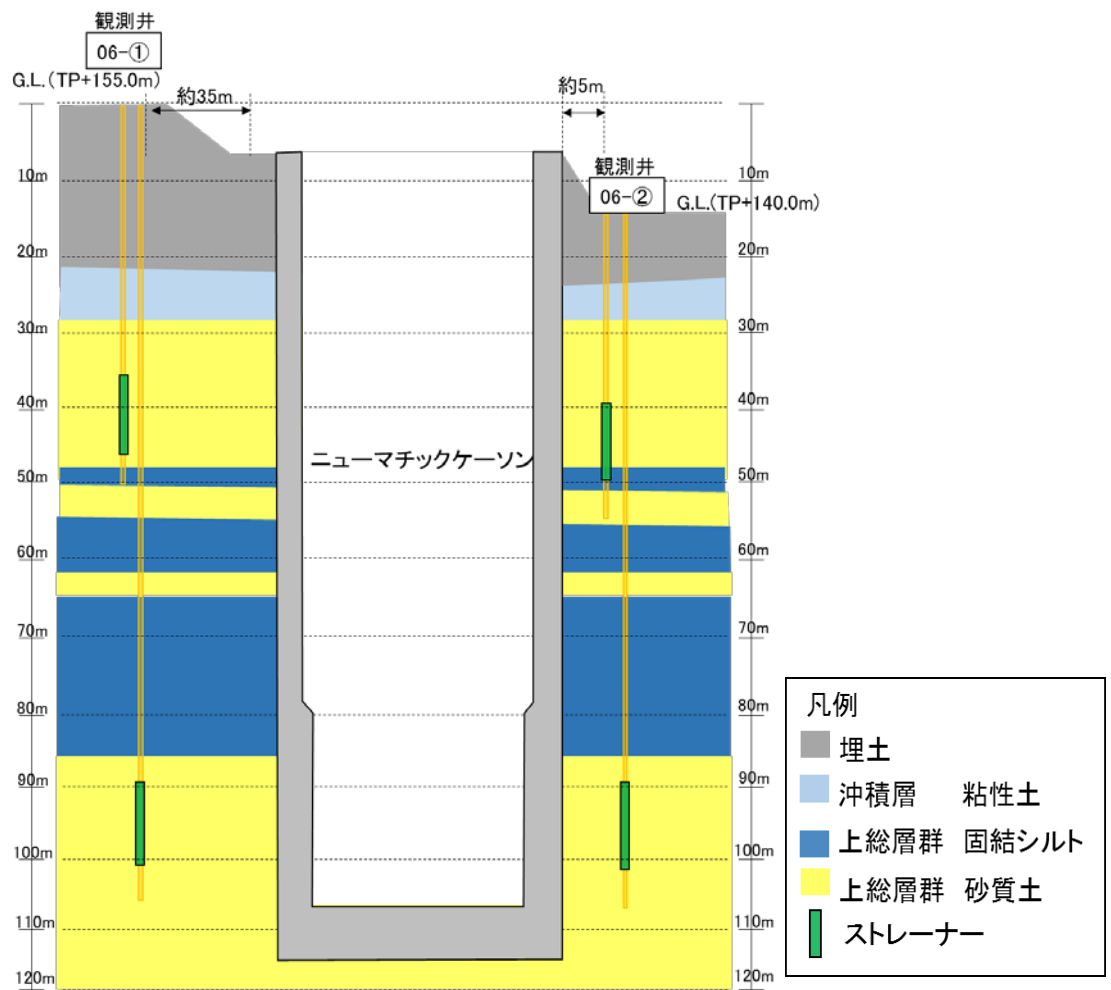 観測井
06-①
G.L.(TP+155.0m)
約35m
約5m
観測井
06-②
G.L.(TP+140.0m)
10m
20m
30m
40m
50m
60m
70m
80m
90m
100m
110m
120m
ニューマチックケーソン
10m
20m
30m
40m
50m
60m
70m
80m
90m
100m
110m
120m
凡例
埋土
沖積層 粘性土
上総層群 固結シルト
上総層群 砂質土
ストレーナー